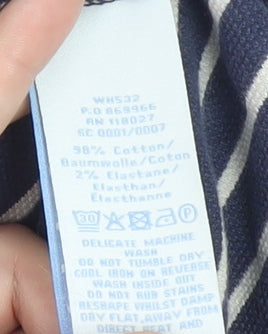 WH532
P.O 869966
RN 118027
SC 0001/0007
98% Cotton/
Baumwolle/Coton
2% Elastane/
Elasthan/
Elasthanne
30 P
DELICATE MACHINE
WASH
DO NOT TUMBLE DRY
COOL IRON ON REVERSE
WASH INSIDE OUT
DO NOT RUB STAINS
RESHAPE WHILST DAMP
DRY FLAT, AWAY FROM
DIRECT HEAT AND